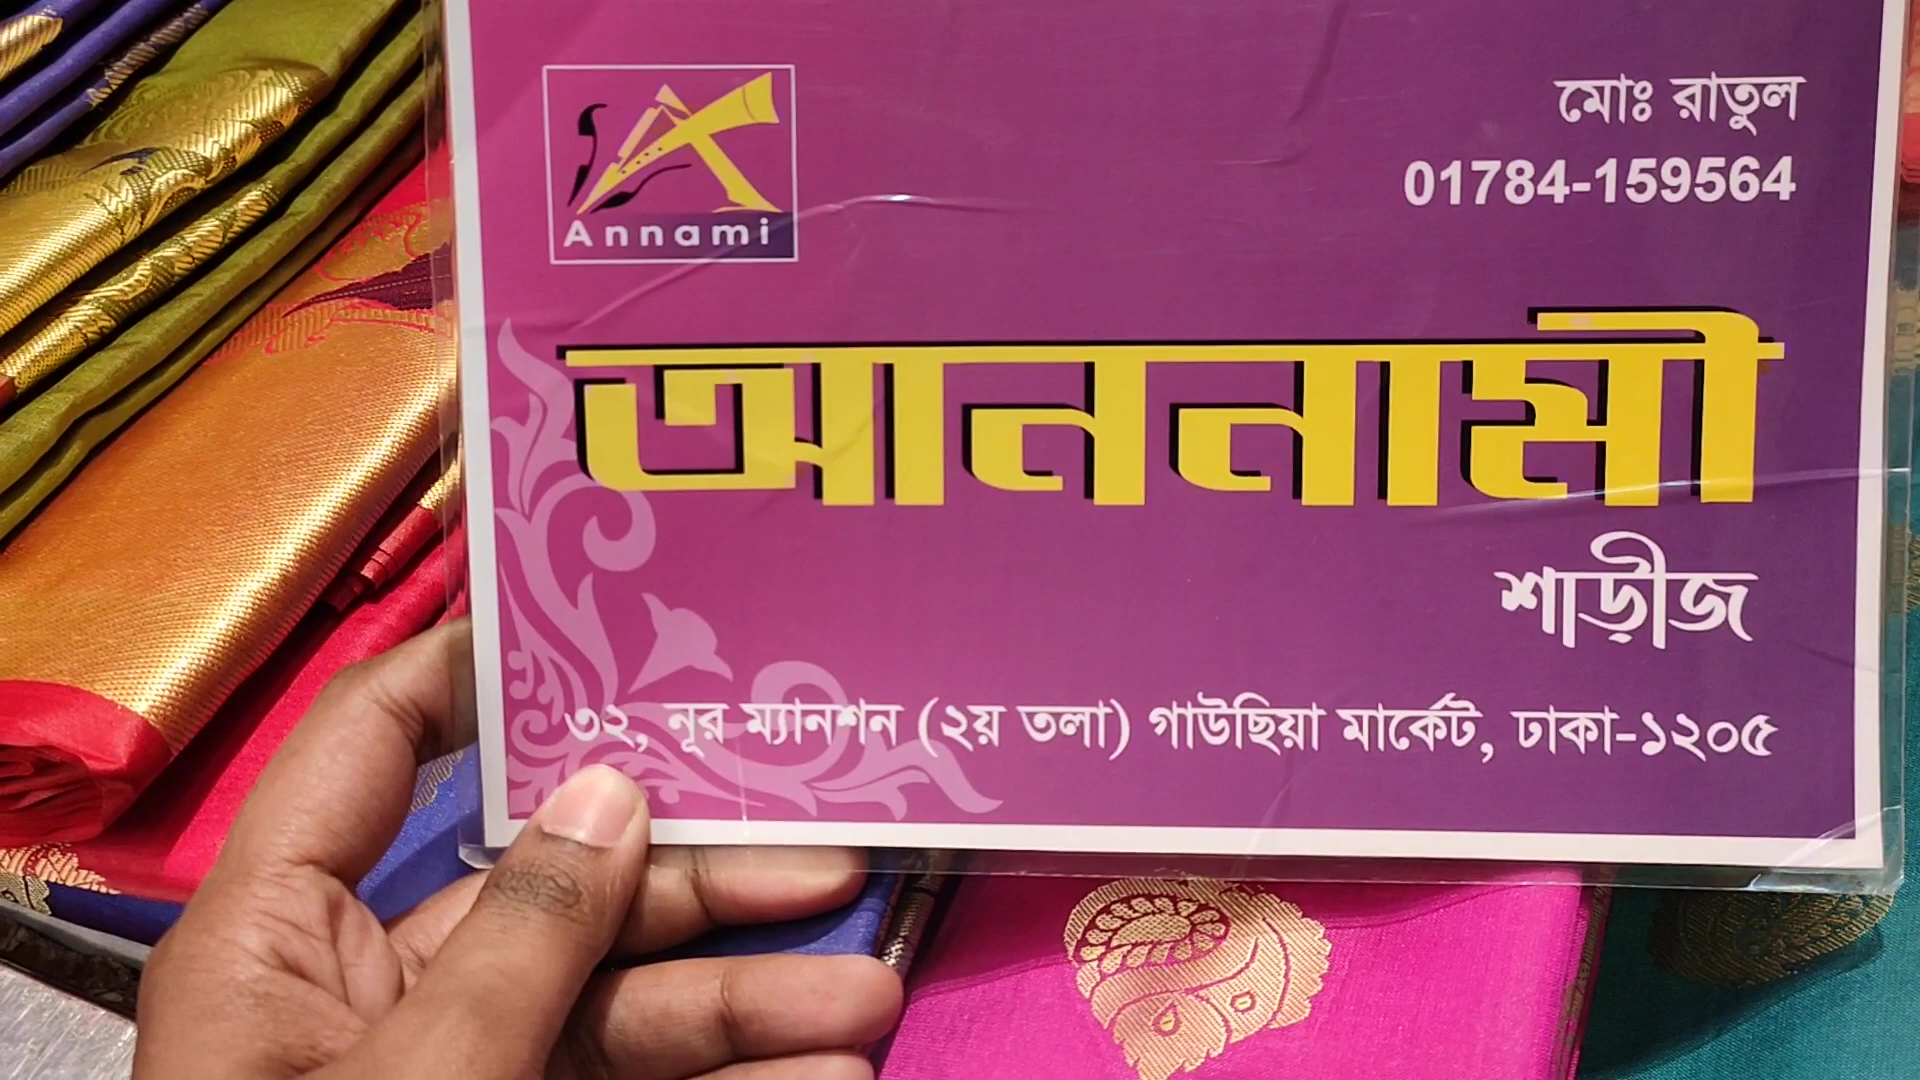 Annami
মোঃ রাতুল
01784-159564
আননামী
শাড়ীজ
৩২, নূর ম্যানশন (২য় তলা) গাউছিয়া মার্কেট, ঢাকা-১২০৫